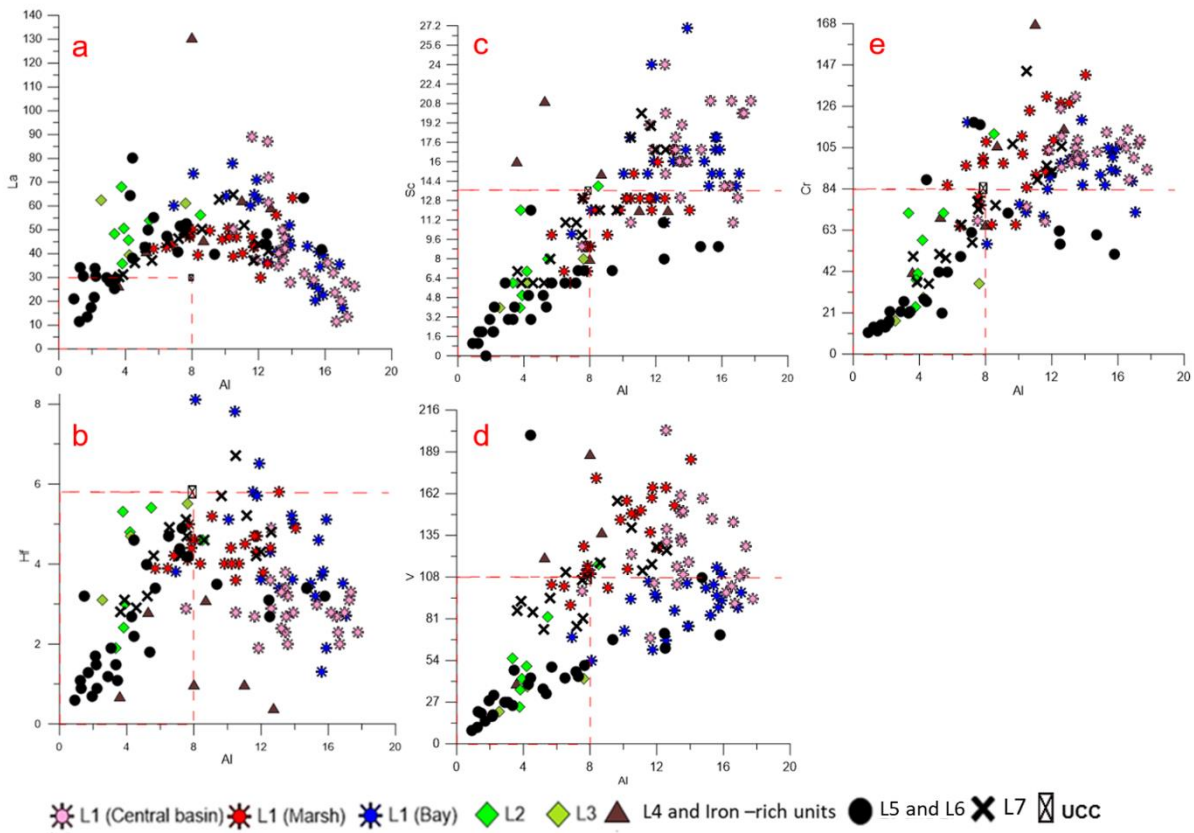 a
140
130
120
110
100
90
80
70
60
50
40
30
20
10
0
La
0 4 8 12 16 20
Al
c
27.2
25.6
24
22.4
20.8
19.2
17.6
16
14.4
12.8
11.2
9.6
8
6.4
4.8
3.2
1.6
0
Sc
0 4 8 12 16 20
Al
e
168
147
126
105
84
63
42
21
0
Cr
0 4 8 12 16 20
Al
b
8
6
4
2
0
Hf
0 4 8 12 16 20
Al
d
216
189
162
135
108
81
54
27
0
V
0 4 8 12 16 20
Al
L1 (Central basin) L1 (Marsh) L1 (Bay) L2 L3 L4 and Iron –rich units L5 and L6 L7 UCC